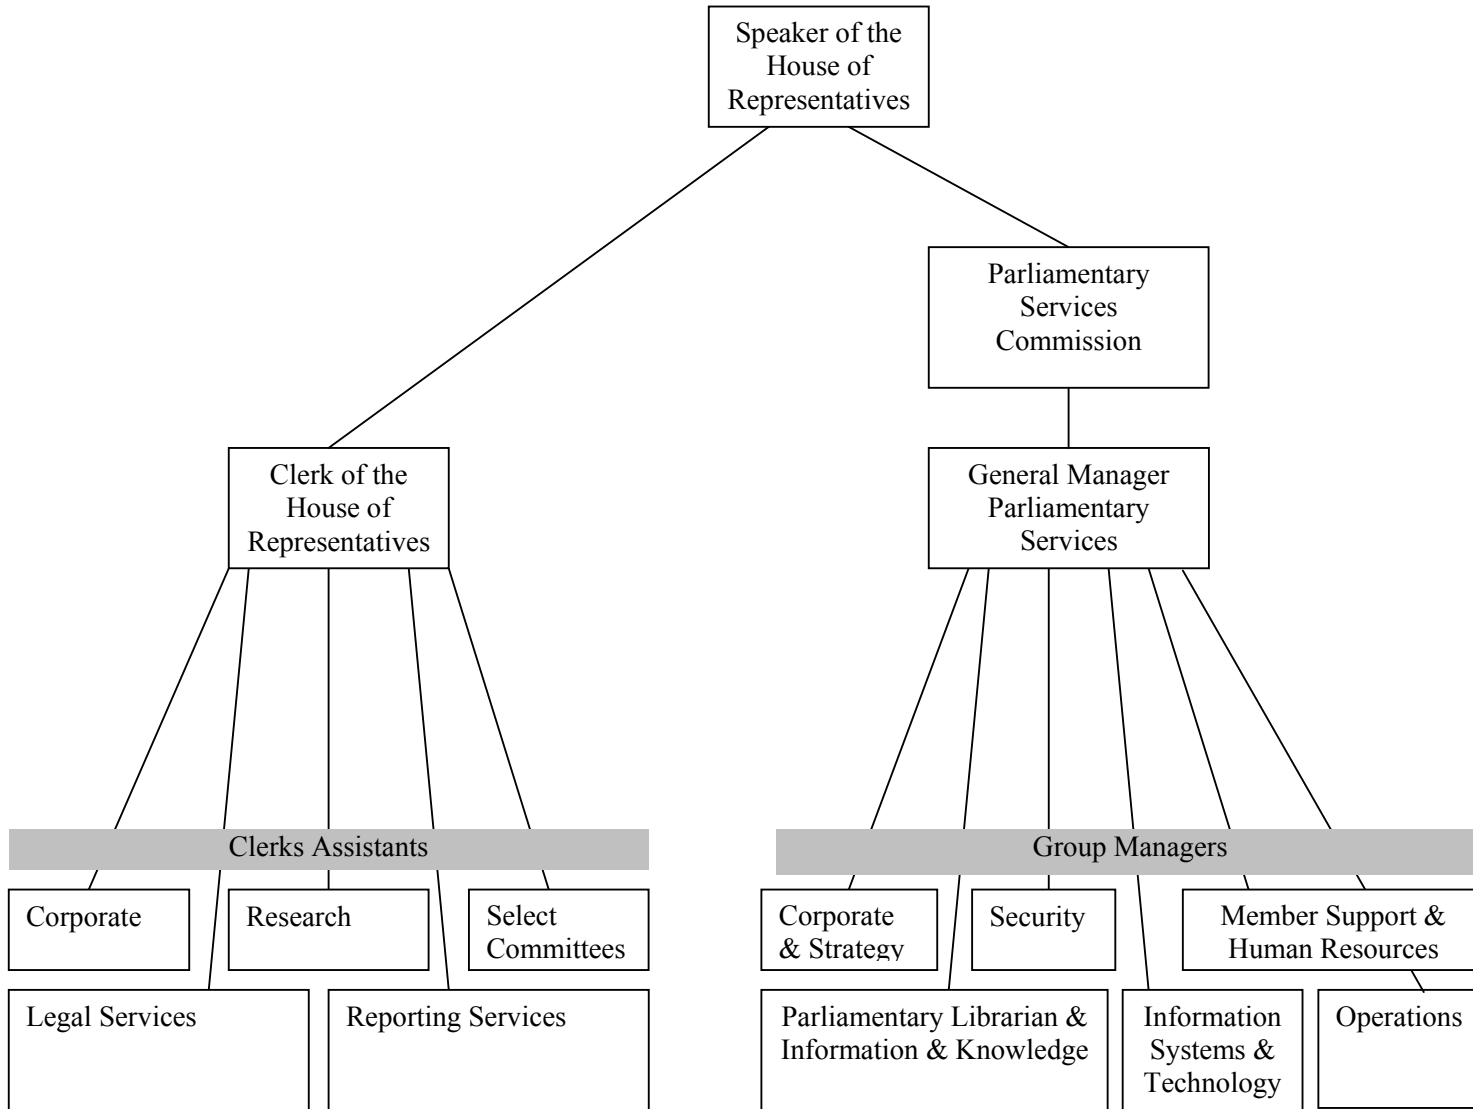 Speaker of the
House of
Representatives
Parliamentary
Services
Commission
Clerk of the
House of
Representatives
General Manager
Parliamentary
Services
Clerks Assistants
Group Managers
Corporate
Research
Select
Committees
Legal Services
Reporting Services
Corporate
& Strategy
Security
Member Support &
Human Resources
Parliamentary Librarian &
Information & Knowledge
Information
Systems &
Technology
Operations